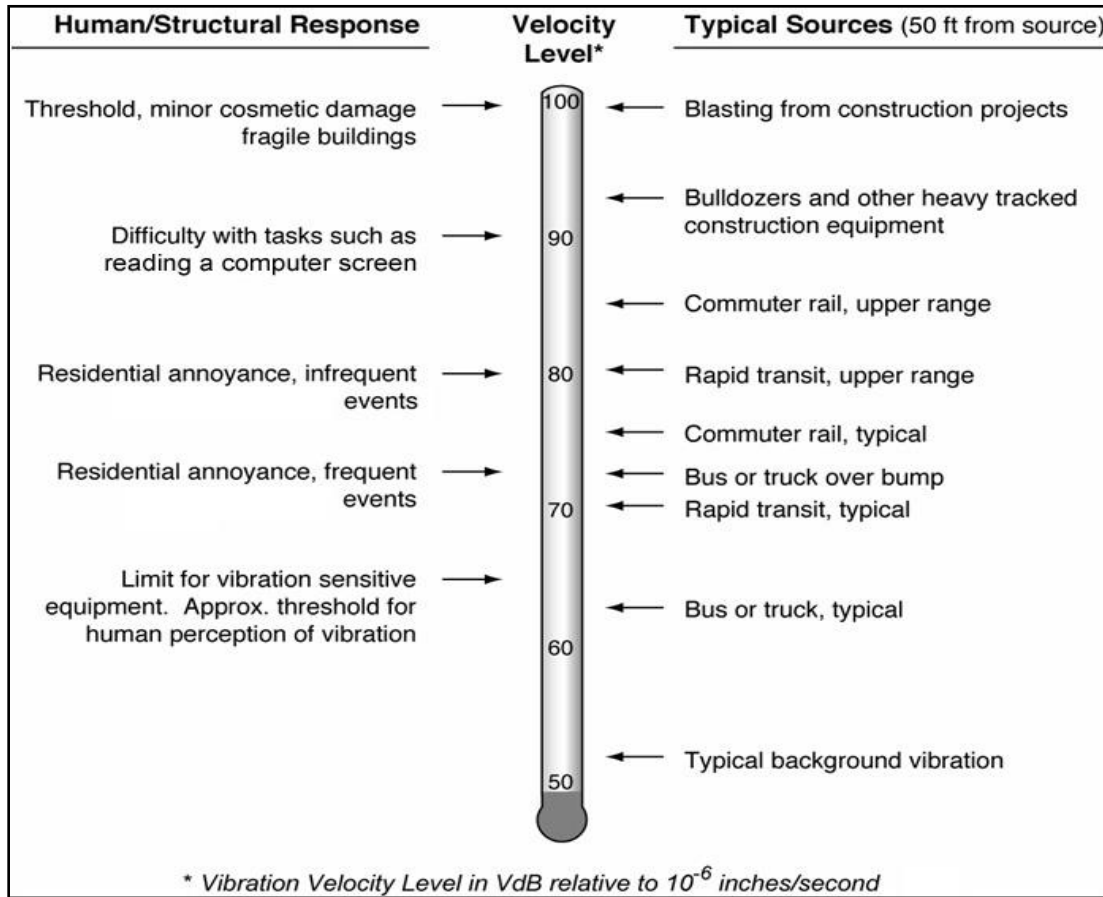 Human/Structural Response
Velocity
Level*
Typical Sources (50 ft from source)
Threshold, minor cosmetic damage
fragile buildings
100
Blasting from construction projects
Bulldozers and other heavy tracked
construction equipment
Difficulty with tasks such as
reading a computer screen
90
Commuter rail, upper range
Residential annoyance, infrequent
events
80
Rapid transit, upper range
Commuter rail, typical
Residential annoyance, frequent
events
Bus or truck over bump
70
Rapid transit, typical
Limit for vibration sensitive
equipment. Approx. threshold for
human perception of vibration
Bus or truck, typical
60
Typical background vibration
50
* Vibration Velocity Level in VdB relative to 10⁻⁶ inches/second